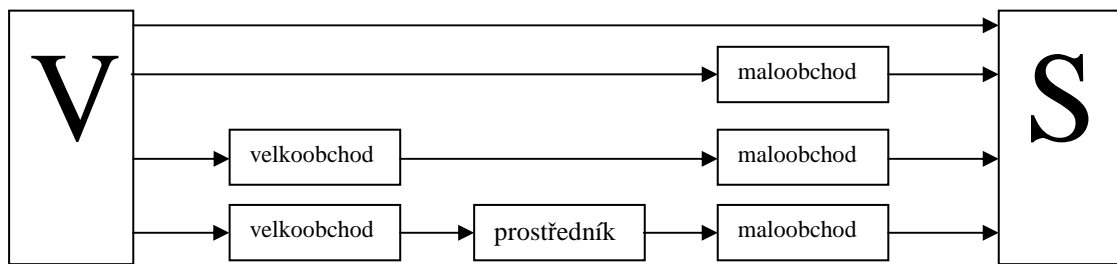 V
S
maloobchod
velkoobchod
maloobchod
velkoobchod
prostředník
maloobchod